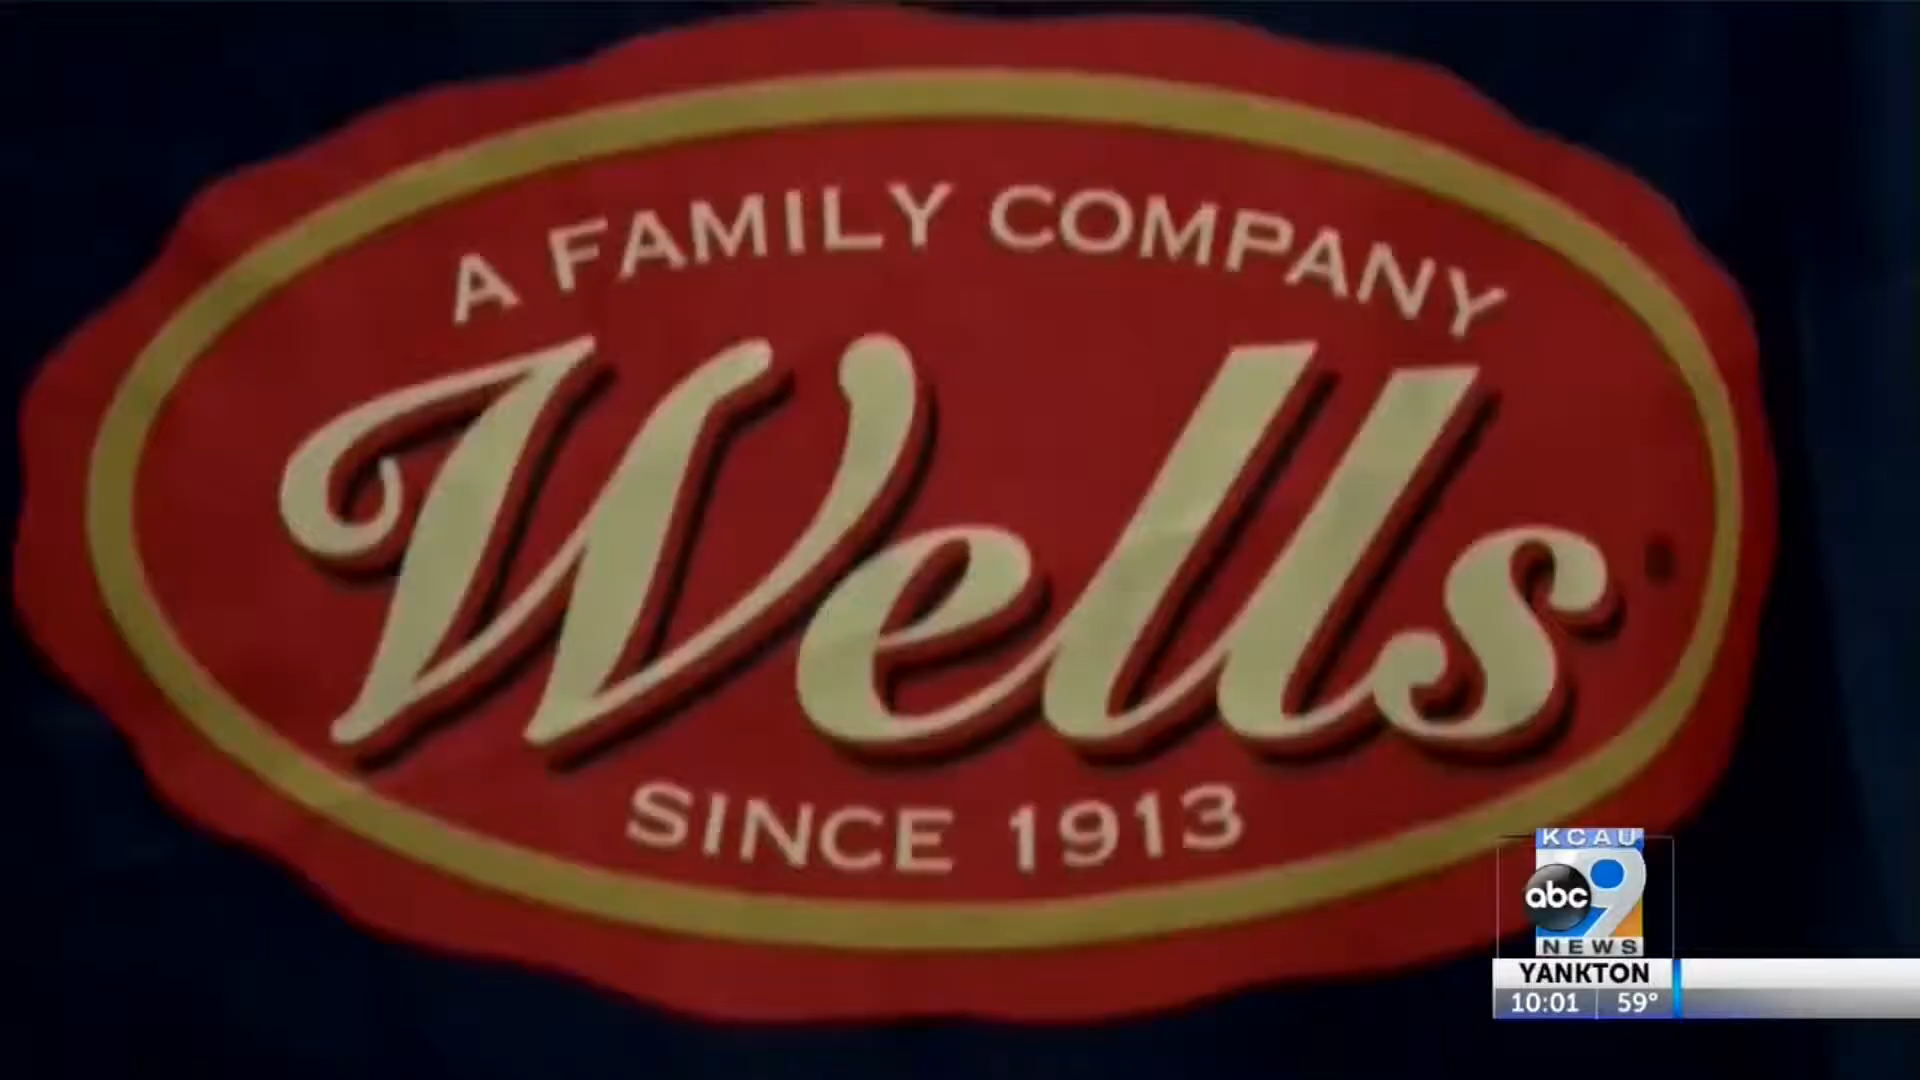 A FAMILY COMPANY
Wells
SINCE 1913
KCAU
abc 9
NEWS
YANKTON
10:01 59°